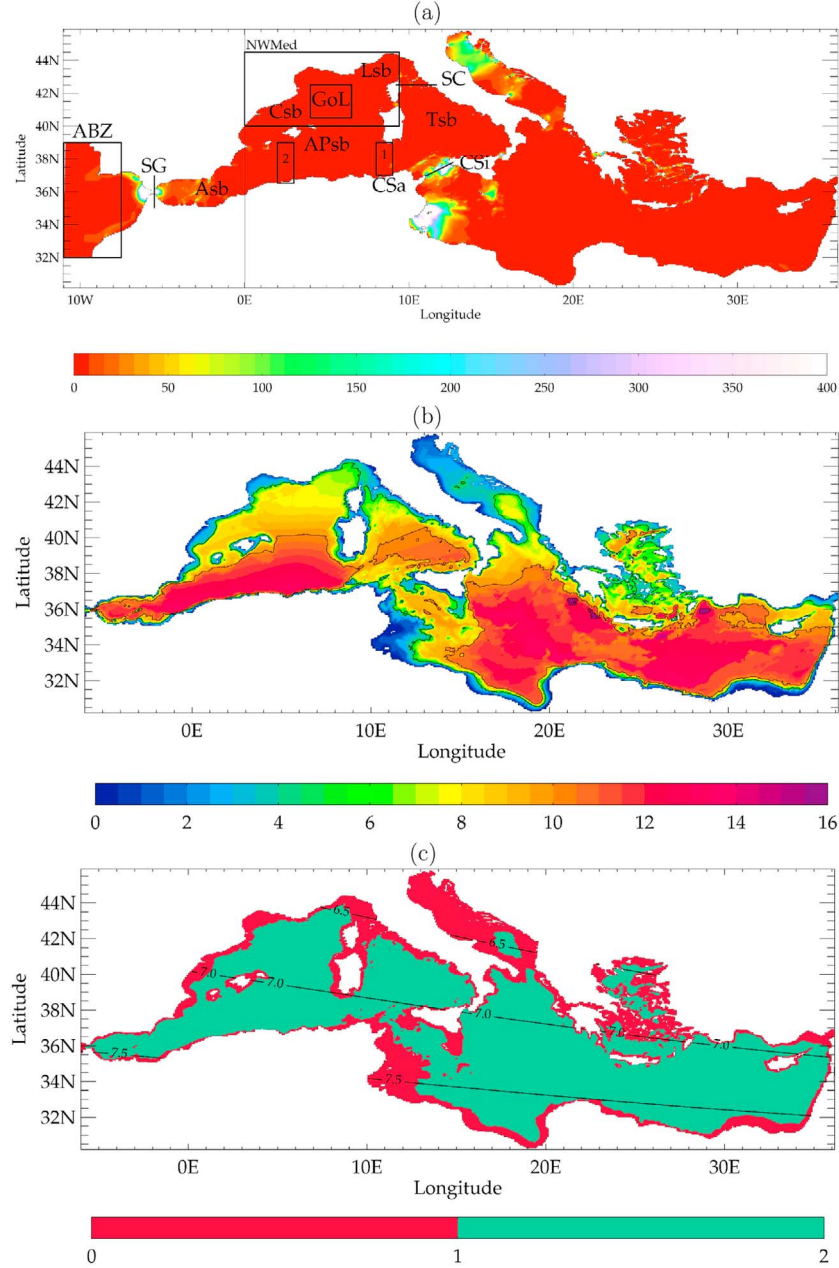 (a)
44N
42N
40N
38N
36N
34N
32N
Latitude
NWMed
Lsb
SC
GoL
Csb
Tsb
ABZ
SG
APsb
2
1
CSi
Asb
CSa
10W 0E 10E 20E 30E
Longitude
0 50 100 150 200 250 300 350 400
(b)
44N
42N
40N
38N
36N
34N
32N
Latitude
0E 10E 20E 30E
Longitude
0 2 4 6 8 10 12 14 16
(c)
44N
42N
40N
38N
36N
34N
32N
Latitude
6.5
6.5
7.0
7.0
7.0
7.0
7.0
7.5
7.5
0E 10E 20E 30E
Longitude
0 1 2